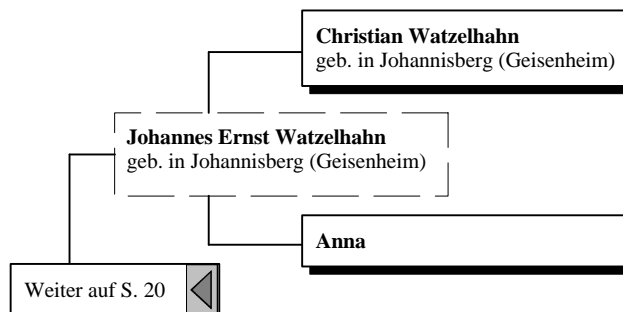 Christian Watzelhahn
geb. in Johannisberg (Geisenheim)
Johannes Ernst Watzelhahn
geb. in Johannisberg (Geisenheim)
Anna
Weiter auf S. 20